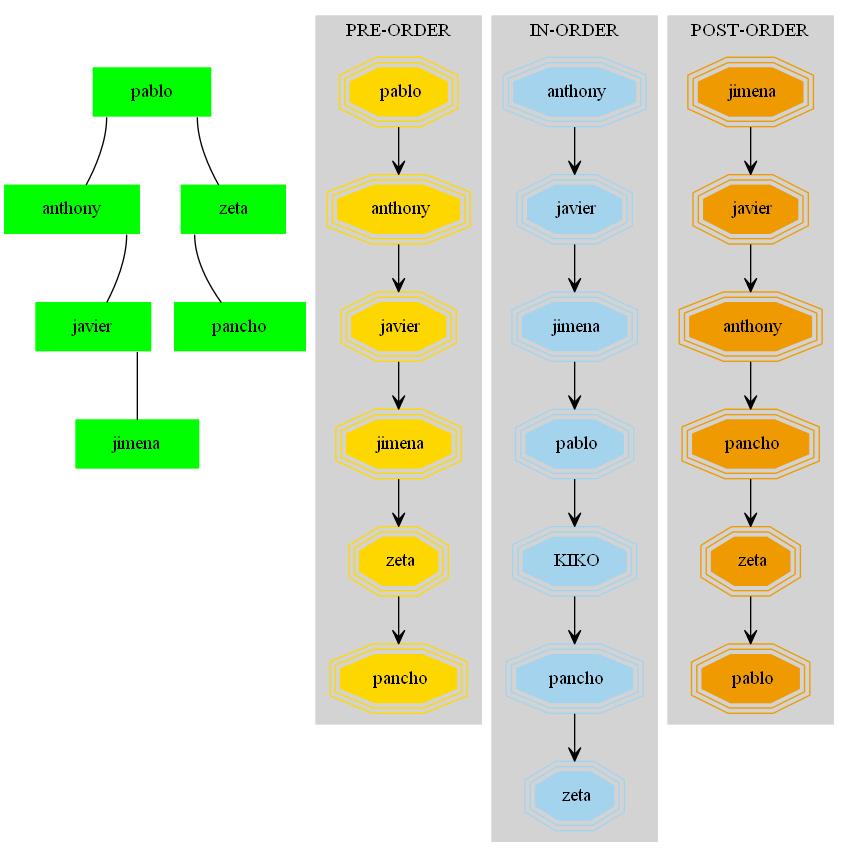 pablo
anthony
zeta
javier
pancho
jimena
PRE-ORDER
pablo
anthony
javier
jimena
zeta
pancho
IN-ORDER
anthony
javier
jimena
pablo
KIKO
pancho
zeta
POST-ORDER
jimena
javier
anthony
pancho
zeta
pablo